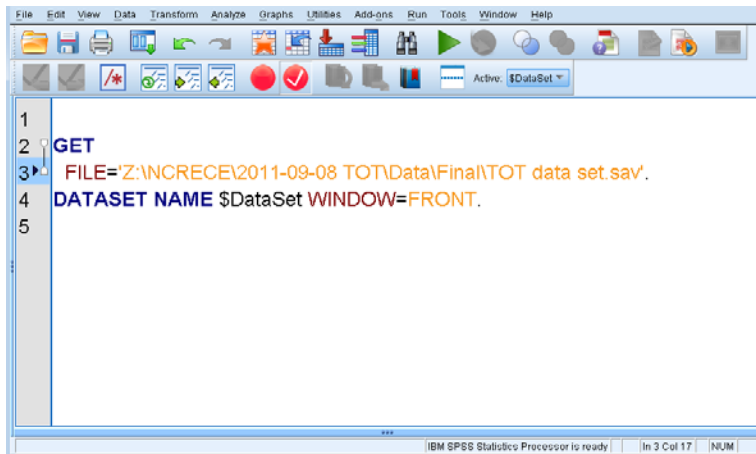 File Edit View Data Transform Analyze Graphs Utilities Add-ons Run Tools Window Help
Active: $DataSet
1
2 GET
3 FILE='Z:\NCRECE\2011-09-08 TOT\Data\Final\TOT data set.sav'.
4 DATASET NAME $DataSet WINDOW=FRONT.
5
IBM SPSS Statistics Processor is ready In 3 Col 17 NUM